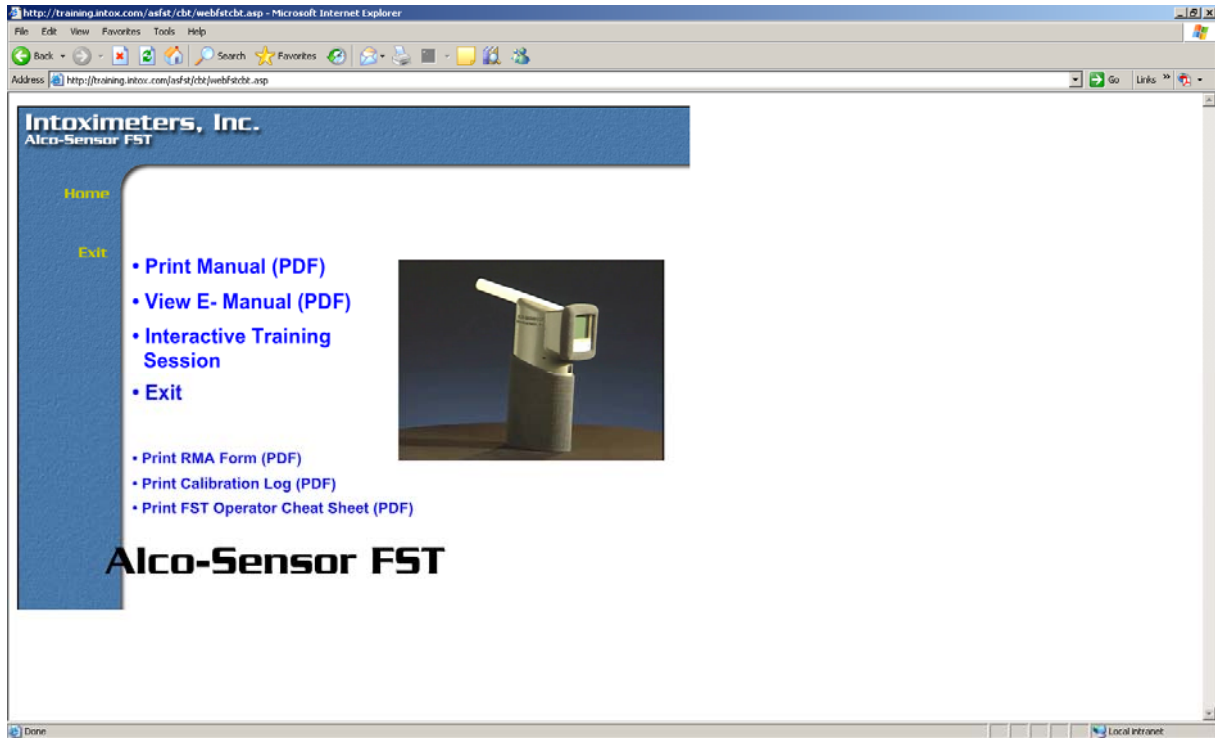 http://training.intox.com/asfst/cbt/webfstcbt.asp - Microsoft Internet Explorer
File Edit View Favorites Tools Help
Back Search Favorites
Address http://training.intox.com/asfst/cbt/webfstcbt.asp Go Links »
Intoximeters, Inc.
Alco-Sensor FST
Home
Exit
• Print Manual (PDF)
• View E- Manual (PDF)
• Interactive Training
Session
• Exit
• Print RMA Form (PDF)
• Print Calibration Log (PDF)
• Print FST Operator Cheat Sheet (PDF)
Alco-Sensor FST
Done Local intranet